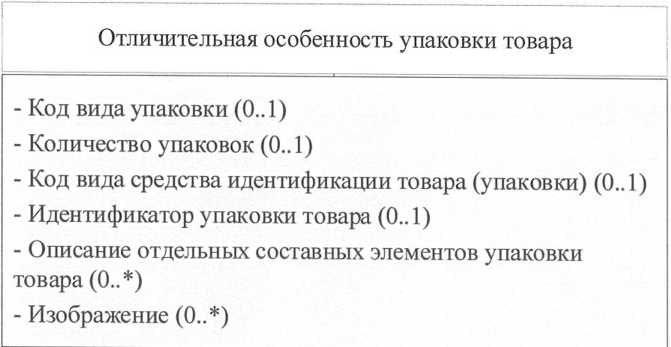 Отличительная особенность упаковки товара
- Код вида упаковки (0..1)
- Количество упаковок (0..1)
- Код вида средства идентификации товара (упаковки) (0..1)
- Идентификатор упаковки товара (0..1)
- Описание отдельных составных элементов упаковки
товара (0..*)
- Изображение (0..*)